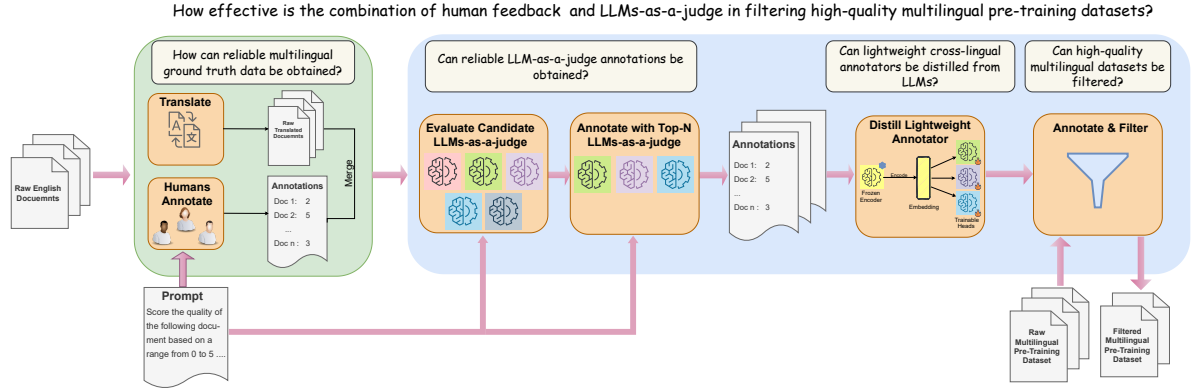 How effective is the combination of human feedback and LLMs-as-a-judge in filtering high-quality multilingual pre-training datasets?
How can reliable multilingual
ground truth data be obtained?
Can reliable LLM-as-a-judge annotations be
obtained?
Can lightweight cross-lingual
annotators be distilled from
LLMs?
Can high-quality
multilingual datasets be
filtered?
Raw English
Docuemnts
Translate
Raw
Translated
Docuemnts
Merge
Humans
Annotate
Annotations
Doc 1: 2
Doc 2: 5
...
Doc n : 3
Prompt
Score the quality of
the following docu-
ment based on a
range from 0 to 5 ....
Evaluate Candidate
LLMs-as-a-judge
Annotate with Top-N
LLMs-as-a-judge
Annotations
Doc 1: 2
Doc 2: 5
...
Doc n : 3
Distill Lightweight
Annotator
Frozen
Encoder
Encode
Embedding
Trainable
Heads
Annotate & Filter
Raw
Multilingual
Pre-Training
Dataset
Filtered
Multilingual
Pre-Training
Dataset